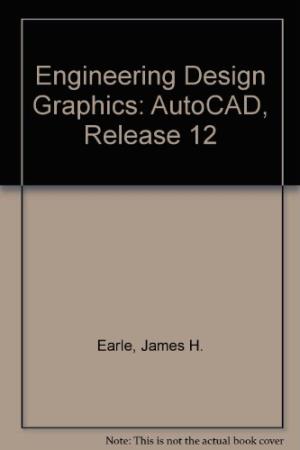 Engineering Design
Graphics: AutoCAD,
Release 12
Earle, James H.
Note: This is not the actual book cover